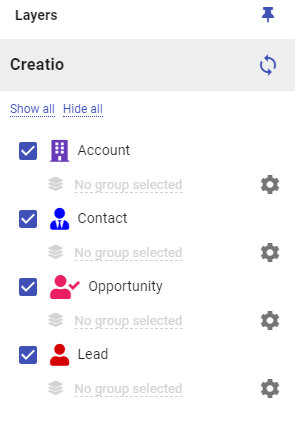 Layers
Creatio
Show all Hide all
Account
No group selected
Contact
No group selected
Opportunity
No group selected
Lead
No group selected